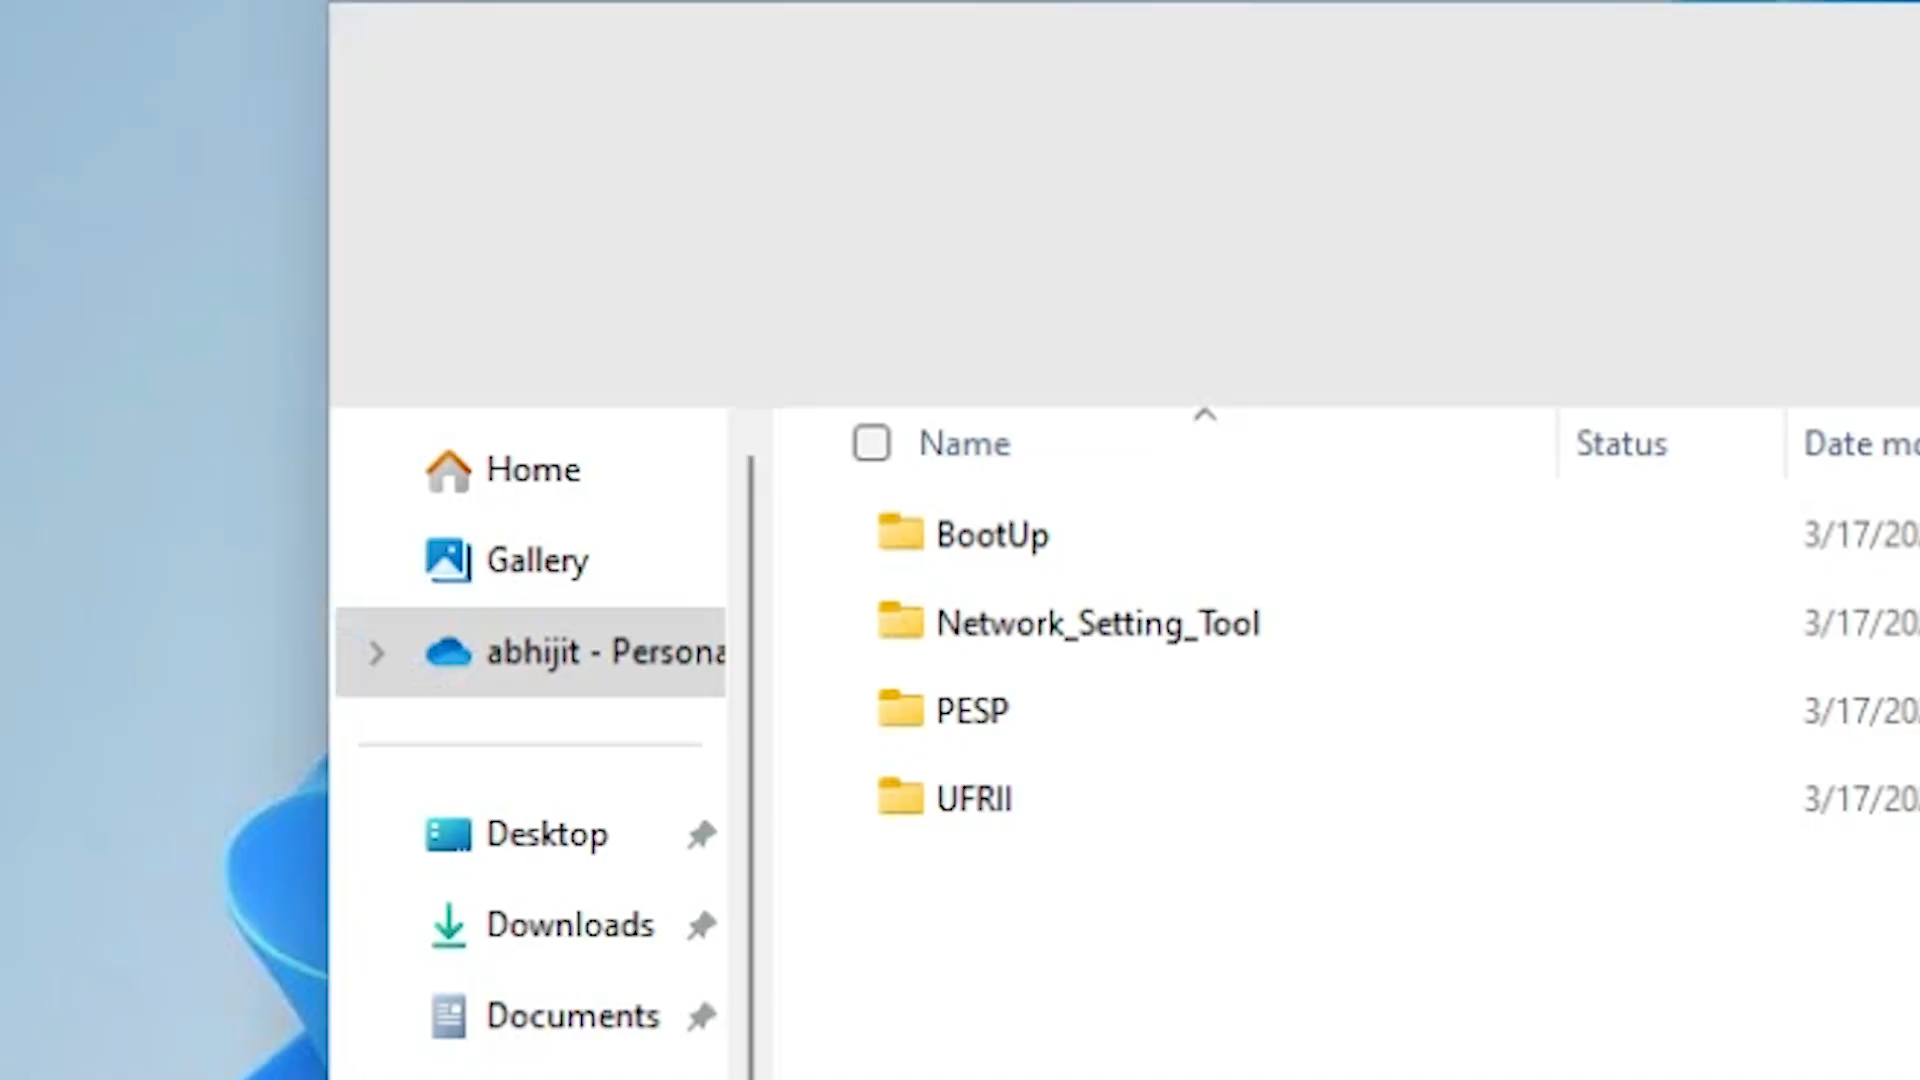 Home
Gallery
abhijit - Persona
Desktop
Downloads
Documents
Name Status Date mo
BootUp 3/17/20
Network_Setting_Tool 3/17/20
PESP 3/17/20
UFRII 3/17/20